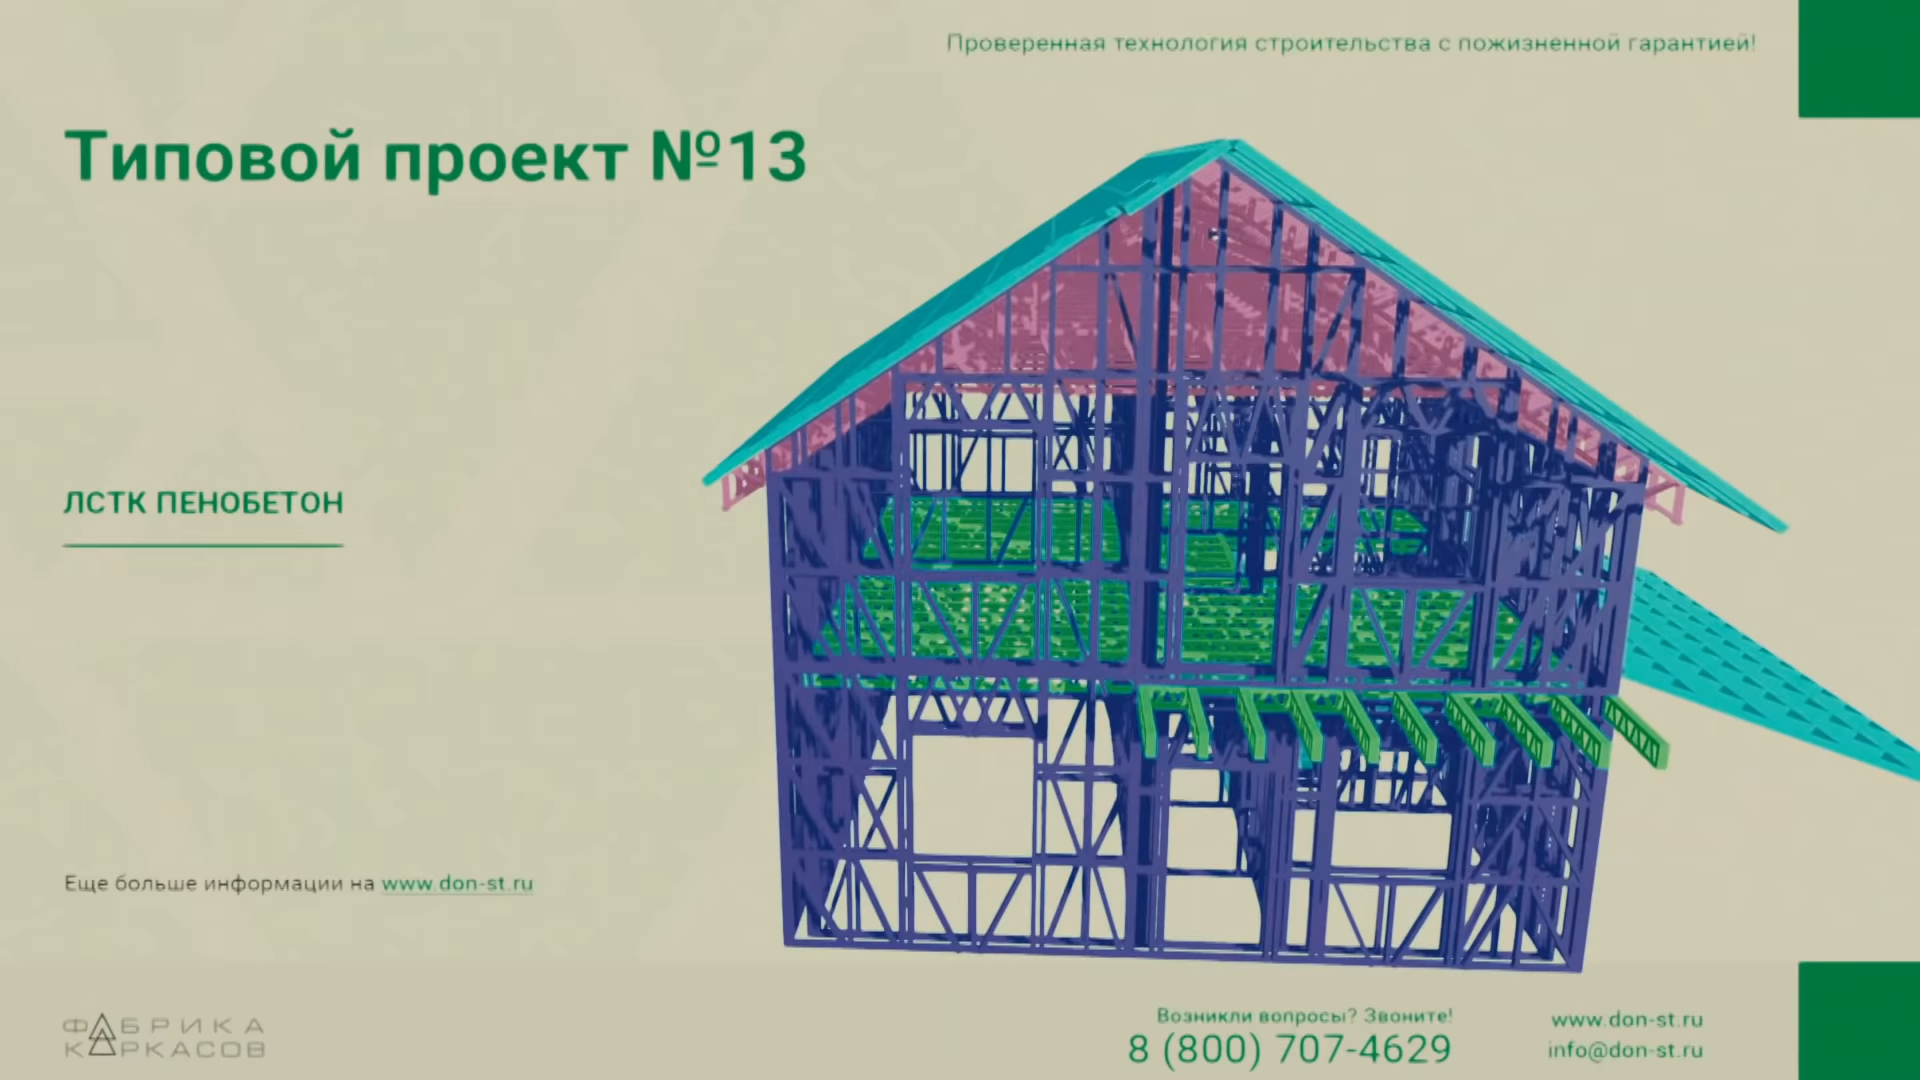 Проверенная технология строительства с пожизненной гарантией!
Типовой проект №13
ЛСТК ПЕНОБЕТОН
Еще больше информации на www.don-st.ru
ФАБРИКА
КАРКАСОВ
Возникли вопросы? Звоните!
8 (800) 707-4629
www.don-st.ru
info@don-st.ru